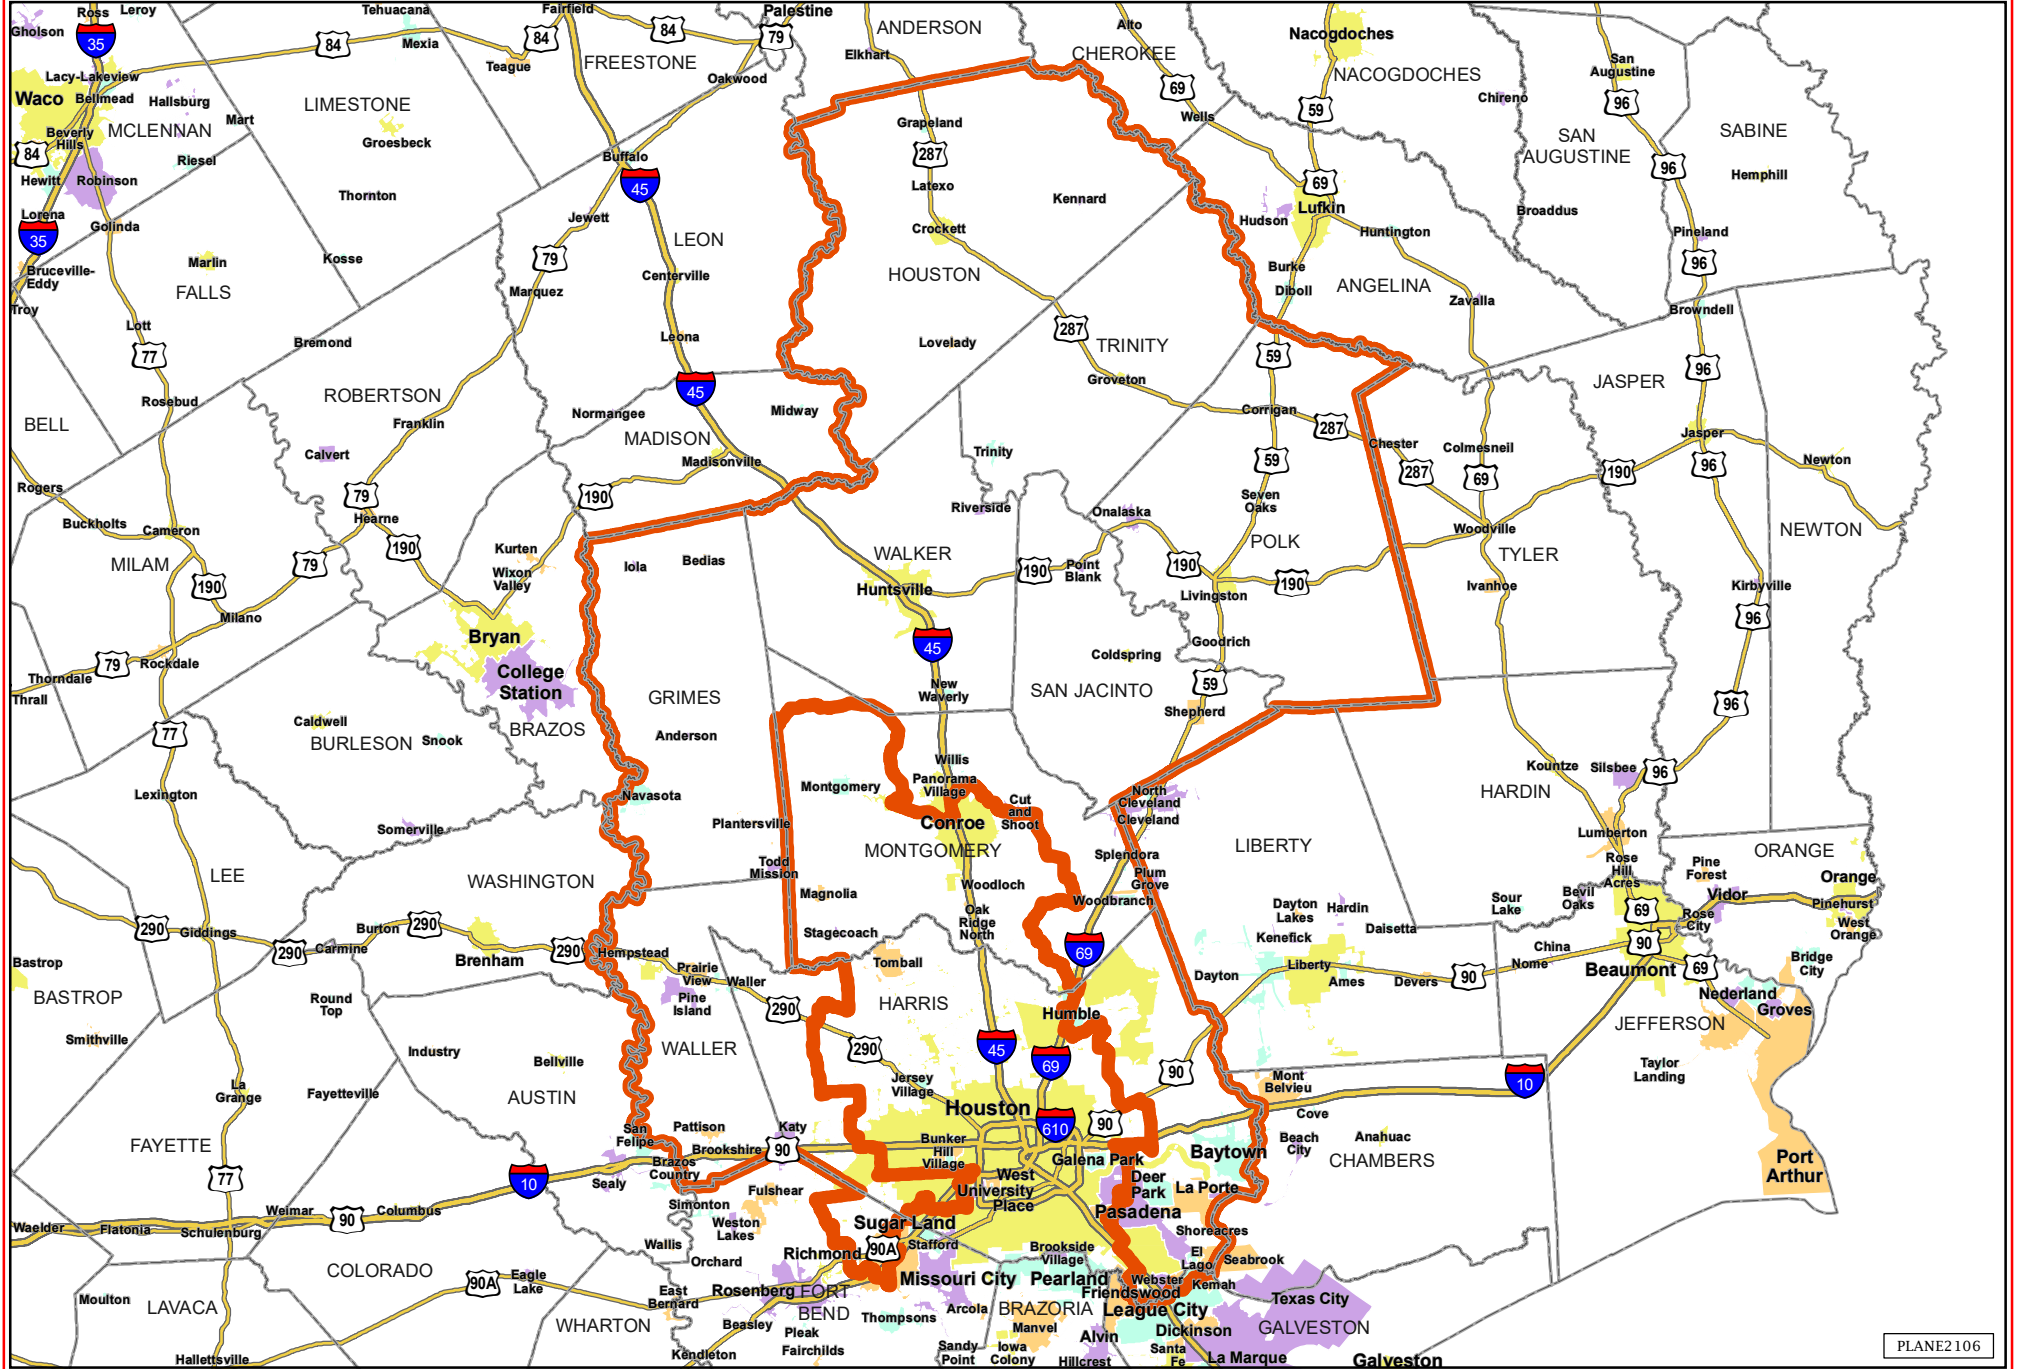 Ross
Leroy
Tehuacana
Fairfield
Palestine
ANDERSON
Alto
Nacogdoches
Gholson
35
84
Mexia
84
84
79
Elkhart
CHEROKEE
San
Augustine
Teague
FREESTONE
Oakwood
NACOGDOCHES
Lacy-Lakeview
Waco
Bellmead
Hallsburg
LIMESTONE
69
59
Chireno
96
Mart
MCLENNAN
Beverly
Hills
Groesbeck
Grapeland
Wells
SAN
AUGUSTINE
SABINE
84
Riesel
Buffalo
287
96
Hemphill
Hewitt
Robinson
45
Latexo
Kennard
69
Lorena
Thornton
Jewett
Hudson
Lufkin
Broaddus
35
Golinda
Crockett
Huntington
Pineland
LEON
Bruceville-
Eddy
Marlin
Kosse
79
Centerville
HOUSTON
Burke
96
Troy
FALLS
Marquez
Diboll
ANGELINA
Zavalla
Browndell
Lott
Bremond
Leona
Lovelady
287
TRINITY
77
59
96
JASPER
Groveton
Rosebud
ROBERTSON
45
Normangee
Midway
Corrigan
BELL
Franklin
MADISON
287
Chester
Colmesneil
Jasper
Calvert
Madisonville
Trinity
59
287
69
190
96
Newton
Rogers
79
190
Seven
Oaks
Buckholts
Cameron
Hearne
Riverside
Onalaska
Woodville
NEWTON
MILAM
79
190
Kurten
Iola
Bedias
WALKER
POLK
TYLER
190
Wixon
Valley
Huntsville
190
Point
Blank
190
190
Ivanhoe
Kirbyville
Milano
Livingston
96
Bryan
45
Goodrich
79
Rockdale
College
Station
Coldspring
Thorndale
Thrall
GRIMES
New
Waverly
SAN JACINTO
59
96
77
Caldwell
BURLESON
Snook
BRAZOS
Anderson
Shepherd
Willis
Kountze
Silsbee
96
Lexington
Navasota
Montgomery
Panorama
Village
Cut
and
Shoot
North
Cleveland
Cleveland
HARDIN
Somerville
Plantersville
Conroe
Lumberton
MONTGOMERY
Splendora
LIBERTY
ORANGE
LEE
WASHINGTON
Todd
Mission
Magnolia
Woodloch
Plum
Grove
Rose
Hill
Acres
Pine
Forest
Orange
Woodbranch
Dayton
Lakes
Hardin
Sour
Lake
Bevil
Oaks
Vidor
Pinehurst
290
Giddings
290
Carmine
Burton
290
Oak
Ridge
North
Stagecoach
Kenefick
Daisetta
69
Rose
City
West
Orange
Brenham
290
Hempstead
69
China
90
Bastrop
Prairie
View
Waller
Tomball
Dayton
Liberty
Ames
Devers
90
Nome
Beaumont
69
Bridge
City
BASTROP
Round
Top
Pine
Island
290
HARRIS
Humble
Nederland
Groves
JEFFERSON
Smithville
Industry
Bellville
WALLER
290
45
69
90
Mont
Belvieu
10
Taylor
Landing
La
Grange
Fayetteville
AUSTIN
Jersey
Village
Houston
610
90
Cove
FAYETTE
San
Felipe
Pattison
Katy
90
Brookshire
Bunker
Hill
Village
Galena Park
Baytown
Beach
City
Anahuac
CHAMBERS
77
10
Sealy
Brazos
Country
Fulshear
West
University
Place
Deer
Park
La Porte
Port
Arthur
Simonton
Pasadena
Waelder
Flatonia
Schulenburg
Weimar
90
Columbus
Weston
Lakes
Sugar Land
Shoreacres
Wallis
Orchard
Richmond
90A
Stafford
Brookside
Village
El
Lago
Seabrook
COLORADO
90A
Eagle
Lake
East
Bernard
Rosenberg
FORT
BEND
Missouri City
Pearland
Webster
Kemah
Friendswood
Moulton
LAVACA
WHARTON
Beasley
Thompsons
Arcola
BRAZORIA
Manvel
League City
Texas City
Alvin
Dickinson
GALVESTON
Pleak
Fairchilds
Hallettsville
Kendleton
Sandy
Point
Iowa
Colony
Hillcrest
Santa
Fe
La Marque
Galveston
PLANE2106